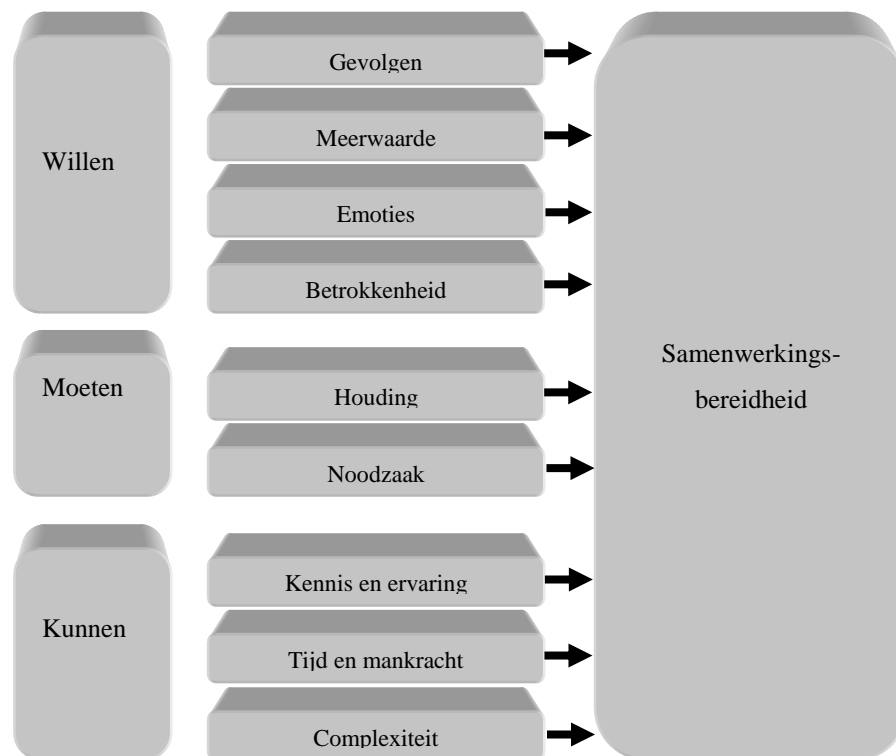 Willen
Gevolgen
Meerwaarde
Emoties
Betrokkenheid
Moeten
Houding
Noodzaak
Kunnen
Kennis en ervaring
Tijd en mankracht
Complexiteit
Samenwerkings-
bereidheid